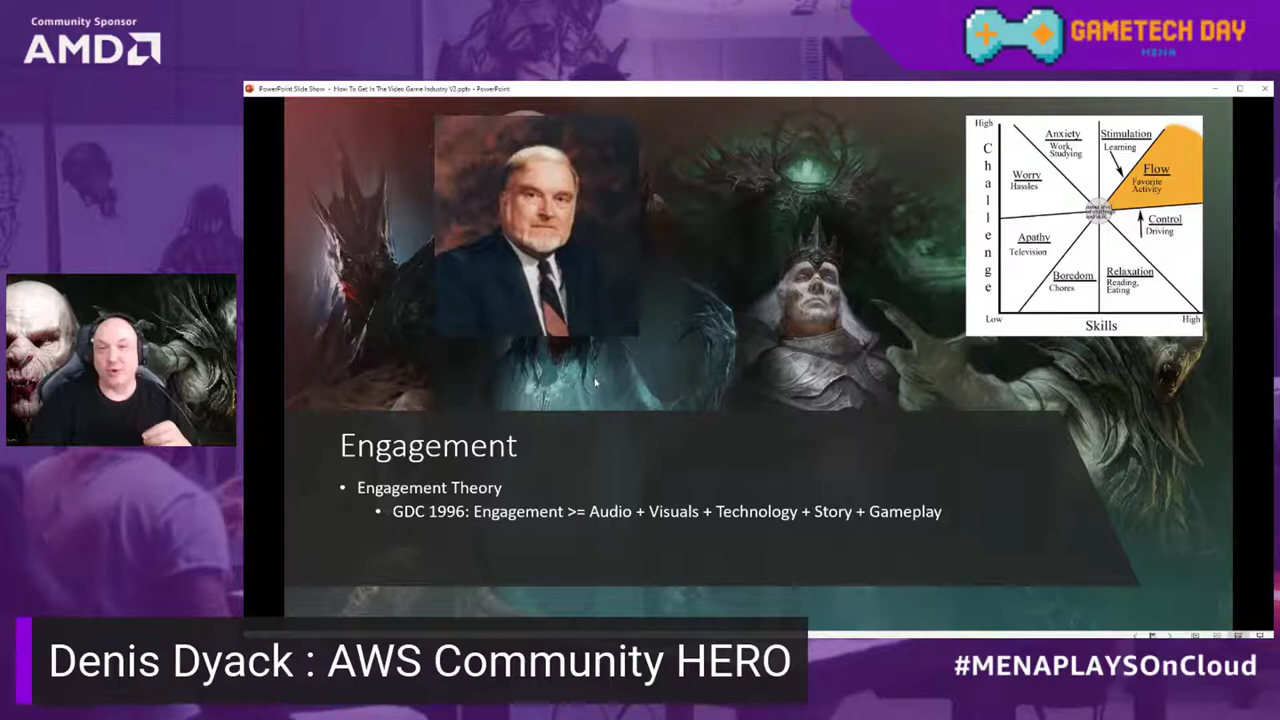 Community Sponsor
AMD
GAMETECH DAY
MENA
PowerPoint Slide Show - How To Get In The Video Game Industry V2.pptx - PowerPoint
High
Challenge
Low
Anxiety
Work,
Studying
Stimulation
Learning
Worry
Hassles
Flow
Favorite
Activity
Apathy
Television
Control
Driving
Boredom
Chores
Relaxation
Reading,
Eating
High
Skills
Engagement
• Engagement Theory
• GDC 1996: Engagement >= Audio + Visuals + Technology + Story + Gameplay
Denis Dyack : AWS Community HERO
#MENAPLAYSOnCloud